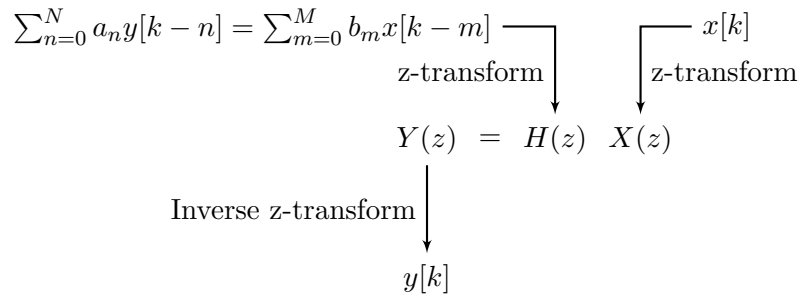 $\sum_{n=0}^{N} a_n y[k-n] = \sum_{m=0}^{M} b_m x[k-m]$ $x[k]$
z-transform z-transform
$Y(z) = H(z) X(z)$
Inverse z-transform
$y[k]$